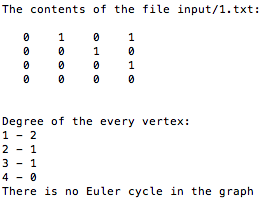 The contents of the file input/1.txt:
0 1 0 1
0 0 1 0
0 0 0 1
0 0 0 0
Degree of the every vertex:
1 - 2
2 - 1
3 - 1
4 - 0
There is no Euler cycle in the graph